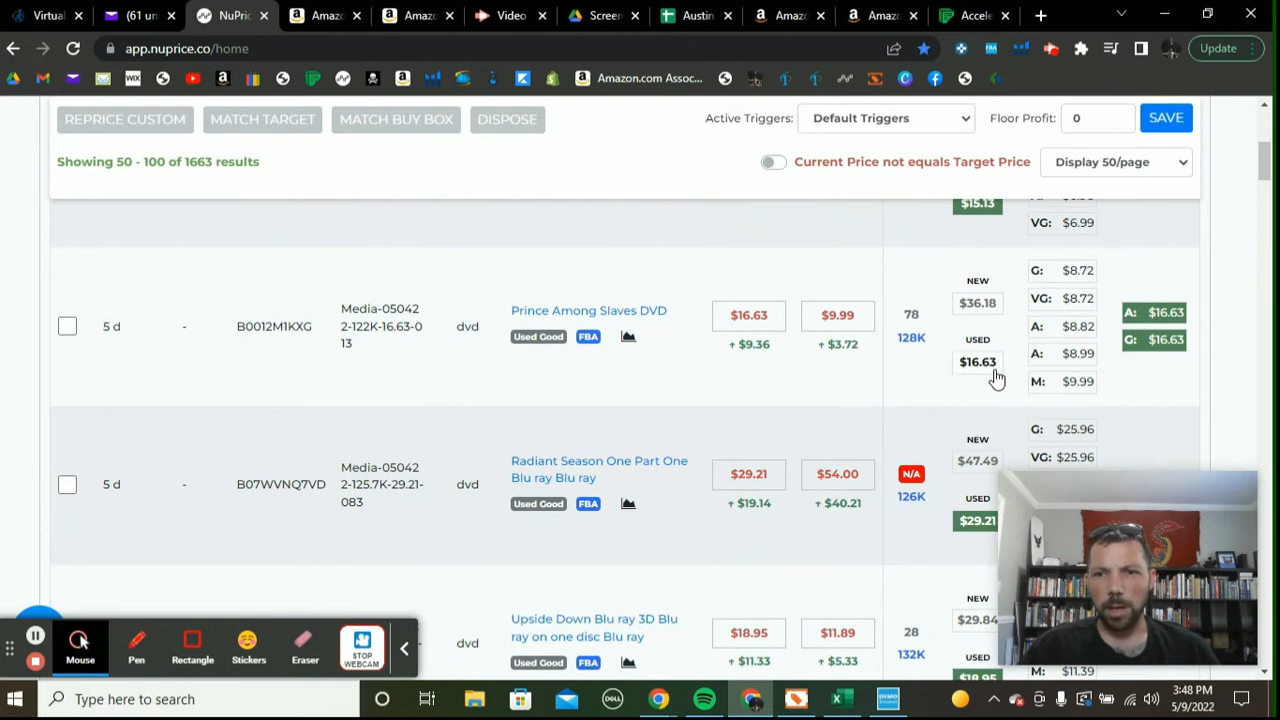 Virtual
(61 un
NuPric
Amazo
Amazo
Video
Screen
Austin
Amazo
Amazo
Accele
app.nuprice.co/home
Update
Amazon.com Assoc...
REPRICE CUSTOM
MATCH TARGET
MATCH BUY BOX
DISPOSE
Active Triggers:
Default Triggers
Floor Profit:
0
SAVE
Showing 50 - 100 of 1663 results
Current Price not equals Target Price
Display 50/page
$15.13
VG: $6.99
5 d
-
B0012M1KXG
Media-05042
2-122K-16.63-0
13
dvd
Prince Among Slaves DVD
Used Good
FBA
$16.63
↑ $9.36
$9.99
↑ $3.72
78
128K
NEW
$36.18
USED
$16.63
G: $8.72
VG: $8.72
A: $8.82
A: $8.99
M: $9.99
A: $16.63
G: $16.63
5 d
-
B07WVNQ7VD
Media-05042
2-125.7K-29.21-
083
dvd
Radiant Season One Part One
Blu ray Blu ray
Used Good
FBA
$29.21
↑ $19.14
$54.00
↑ $40.21
N/A
126K
NEW
$47.49
USED
$29.21
G: $25.96
VG: $25.96
dvd
Upside Down Blu ray 3D Blu
ray on one disc Blu ray
Used Good
FBA
$18.95
↑ $11.33
$11.89
↑ $5.33
28
132K
NEW
$29.84
USED
$18.95
M: $11.39
Mouse
Pen
Rectangle
Stickers
Eraser
STOP
WEBCAM
Type here to search
DELL
3:48 PM
5/9/2022